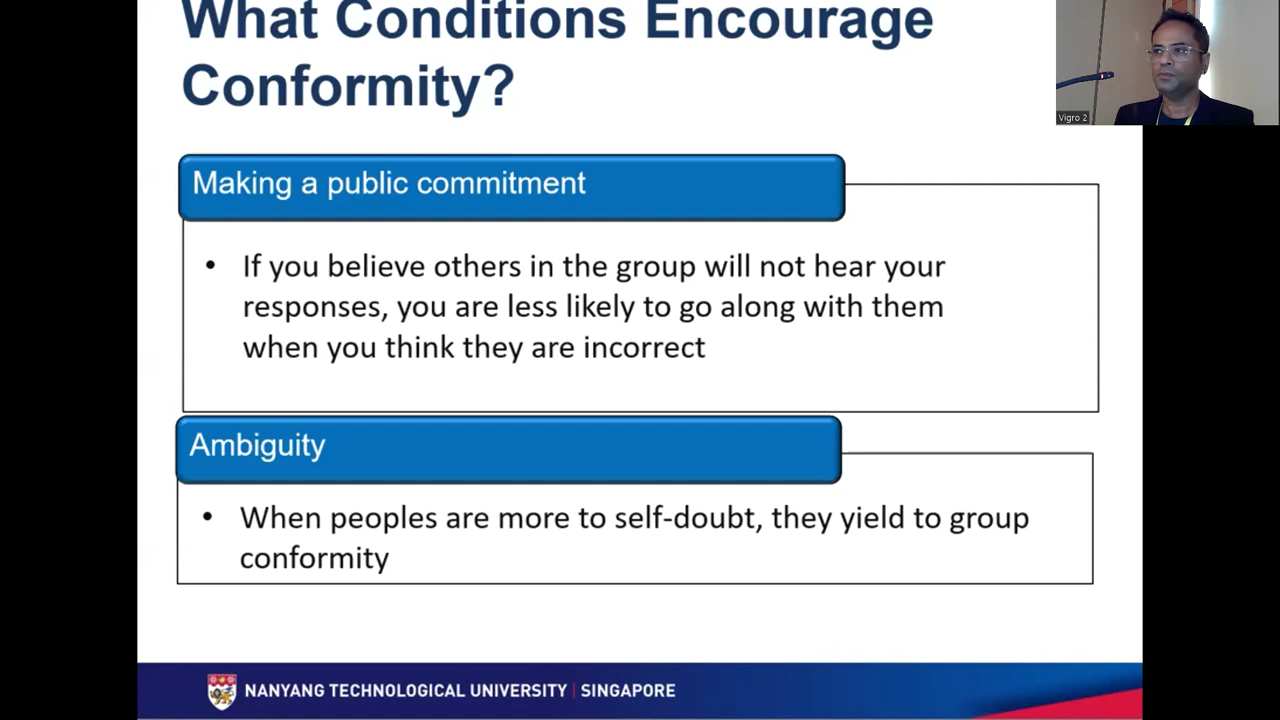 What Conditions Encourage
Conformity?
Vigro 2
Making a public commitment
• If you believe others in the group will not hear your
responses, you are less likely to go along with them
when you think they are incorrect
Ambiguity
• When peoples are more to self-doubt, they yield to group
conformity
NANYANG TECHNOLOGICAL UNIVERSITY | SINGAPORE